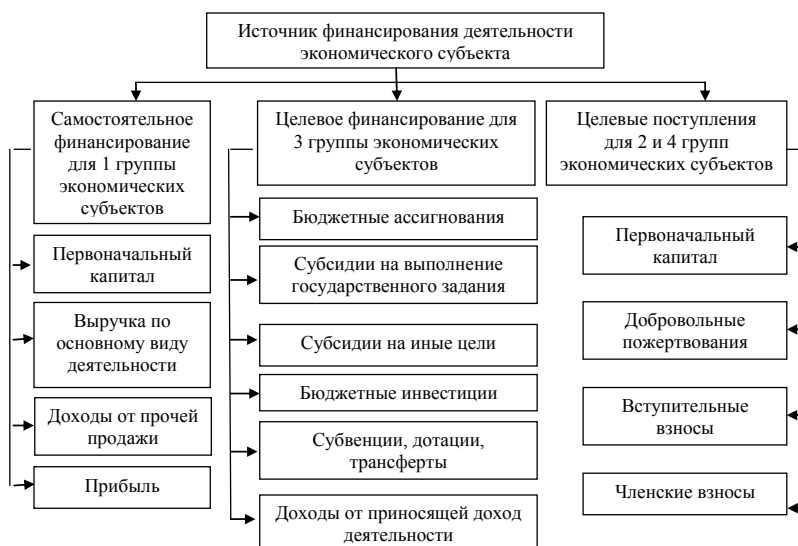 Источник финансирования деятельности
экономического субъекта
Самостоятельное
финансирование
для 1 группы
экономических
субъектов
Первоначальный
капитал
Выручка по
основному виду
деятельности
Доходы от прочей
продажи
Прибыль
Целевое финансирование для
3 группы экономических
субъектов
Бюджетные ассигнования
Субсидии на выполнение
государственного задания
Субсидии на иные цели
Бюджетные инвестиции
Субвенции, дотации,
трансферты
Доходы от приносящей доход
деятельности
Целевые поступления
для 2 и 4 групп
экономических субъектов
Первоначальный
капитал
Добровольные
пожертвования
Вступительные
взносы
Членские взносы